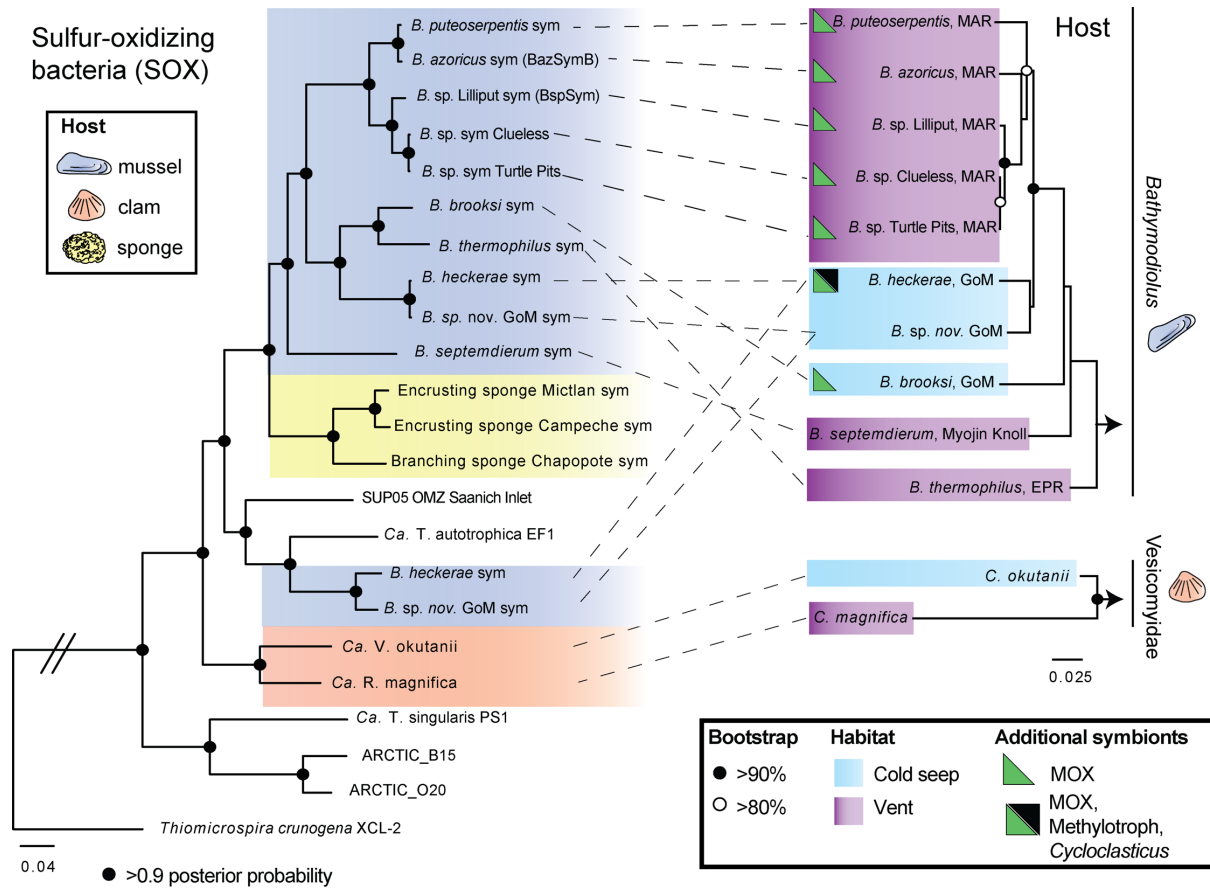 Sulfur-oxidizing
bacteria (SOX)
Host
mussel
clam
sponge
B. puteoserpentis sym
B. azoricus sym (BazSymB)
B. sp. Lilliput sym (BspSym)
B. sp. sym Clueless
B. sp. sym Turtle Pits
B. brooksi sym
B. thermophilus sym
B. heckerae sym
B. sp. nov. GoM sym
B. septemdierum sym
Encrusting sponge Mictlan sym
Encrusting sponge Campeche sym
Branching sponge Chapopote sym
SUP05 OMZ Saanich Inlet
Ca. T. autotrophica EF1
B. heckerae sym
B. sp. nov. GoM sym
Ca. V. okutanii
Ca. R. magnifica
Ca. T. singularis PS1
ARCTIC_B15
ARCTIC_O20
Thiomicrospira crunogena XCL-2
0.04
>0.9 posterior probability
Host
B. puteoserpentis, MAR
B. azoricus, MAR
B. sp. Lilliput, MAR
B. sp. Clueless, MAR
B. sp. Turtle Pits, MAR
B. heckerae, GoM
B. sp. nov. GoM
B. brooksi, GoM
B. septemdierum, Myojin Knoll
B. thermophilus, EPR
Bathymodiolus
C. okutanii
C. magnifica
Vesicomyidae
0.025
Bootstrap
>90%
>80%
Habitat
Cold seep
Vent
Additional symbionts
MOX
MOX,
Methylotroph,
Cycloclasticus